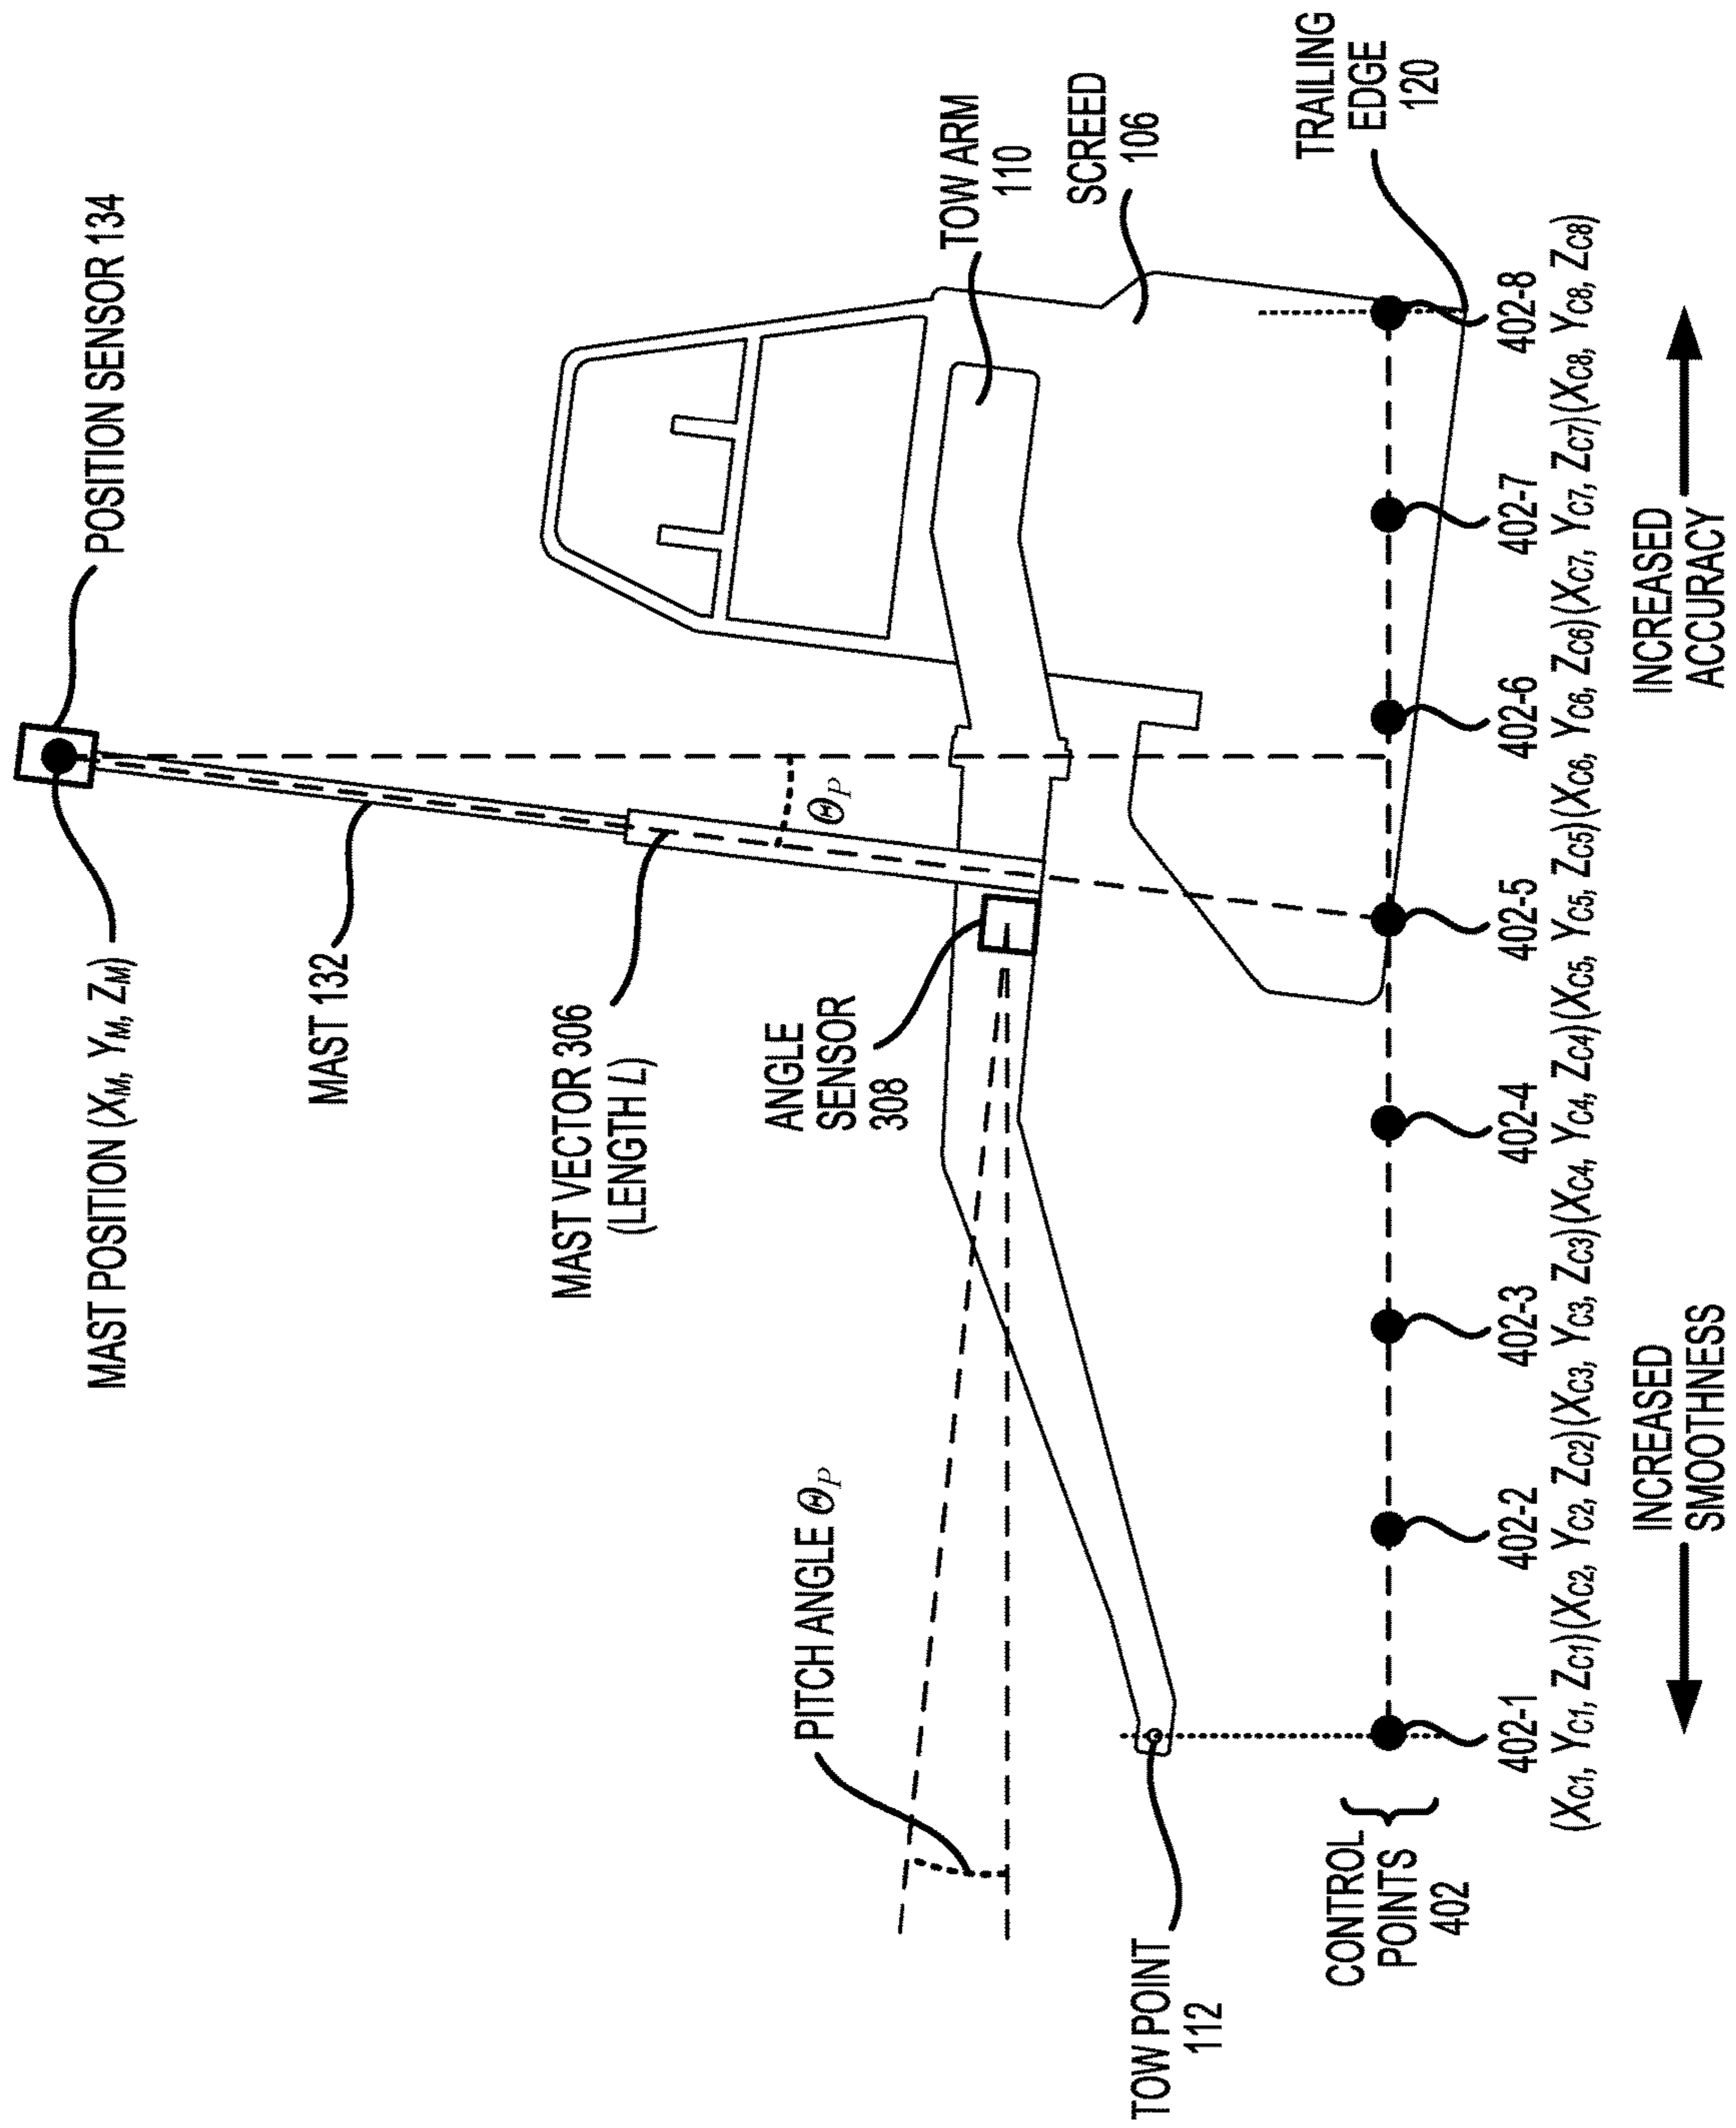 POSITION SENSOR 134
MAST POSITION (XM, YM, ZM)
MAST 132
MAST VECTOR 306
(LENGTH L)
ΘP
ANGLE
SENSOR
308
PITCH ANGLE ΘP
TOW ARM
110
SCREED
106
TRAILING
EDGE
120
TOW POINT
112
CONTROL
POINTS
402
402-1 402-2 402-3 402-4 402-5 402-6 402-7 402-8
(XC1, YC1, ZC1)(XC2, YC2, ZC2)(XC3, YC3, ZC3)(XC4, YC4, ZC4)(XC5, YC5, ZC5)(XC6, YC6, ZC6)(XC7, YC7, ZC7)(XC8, YC8, ZC8)
INCREASED
SMOOTHNESS
INCREASED
ACCURACY